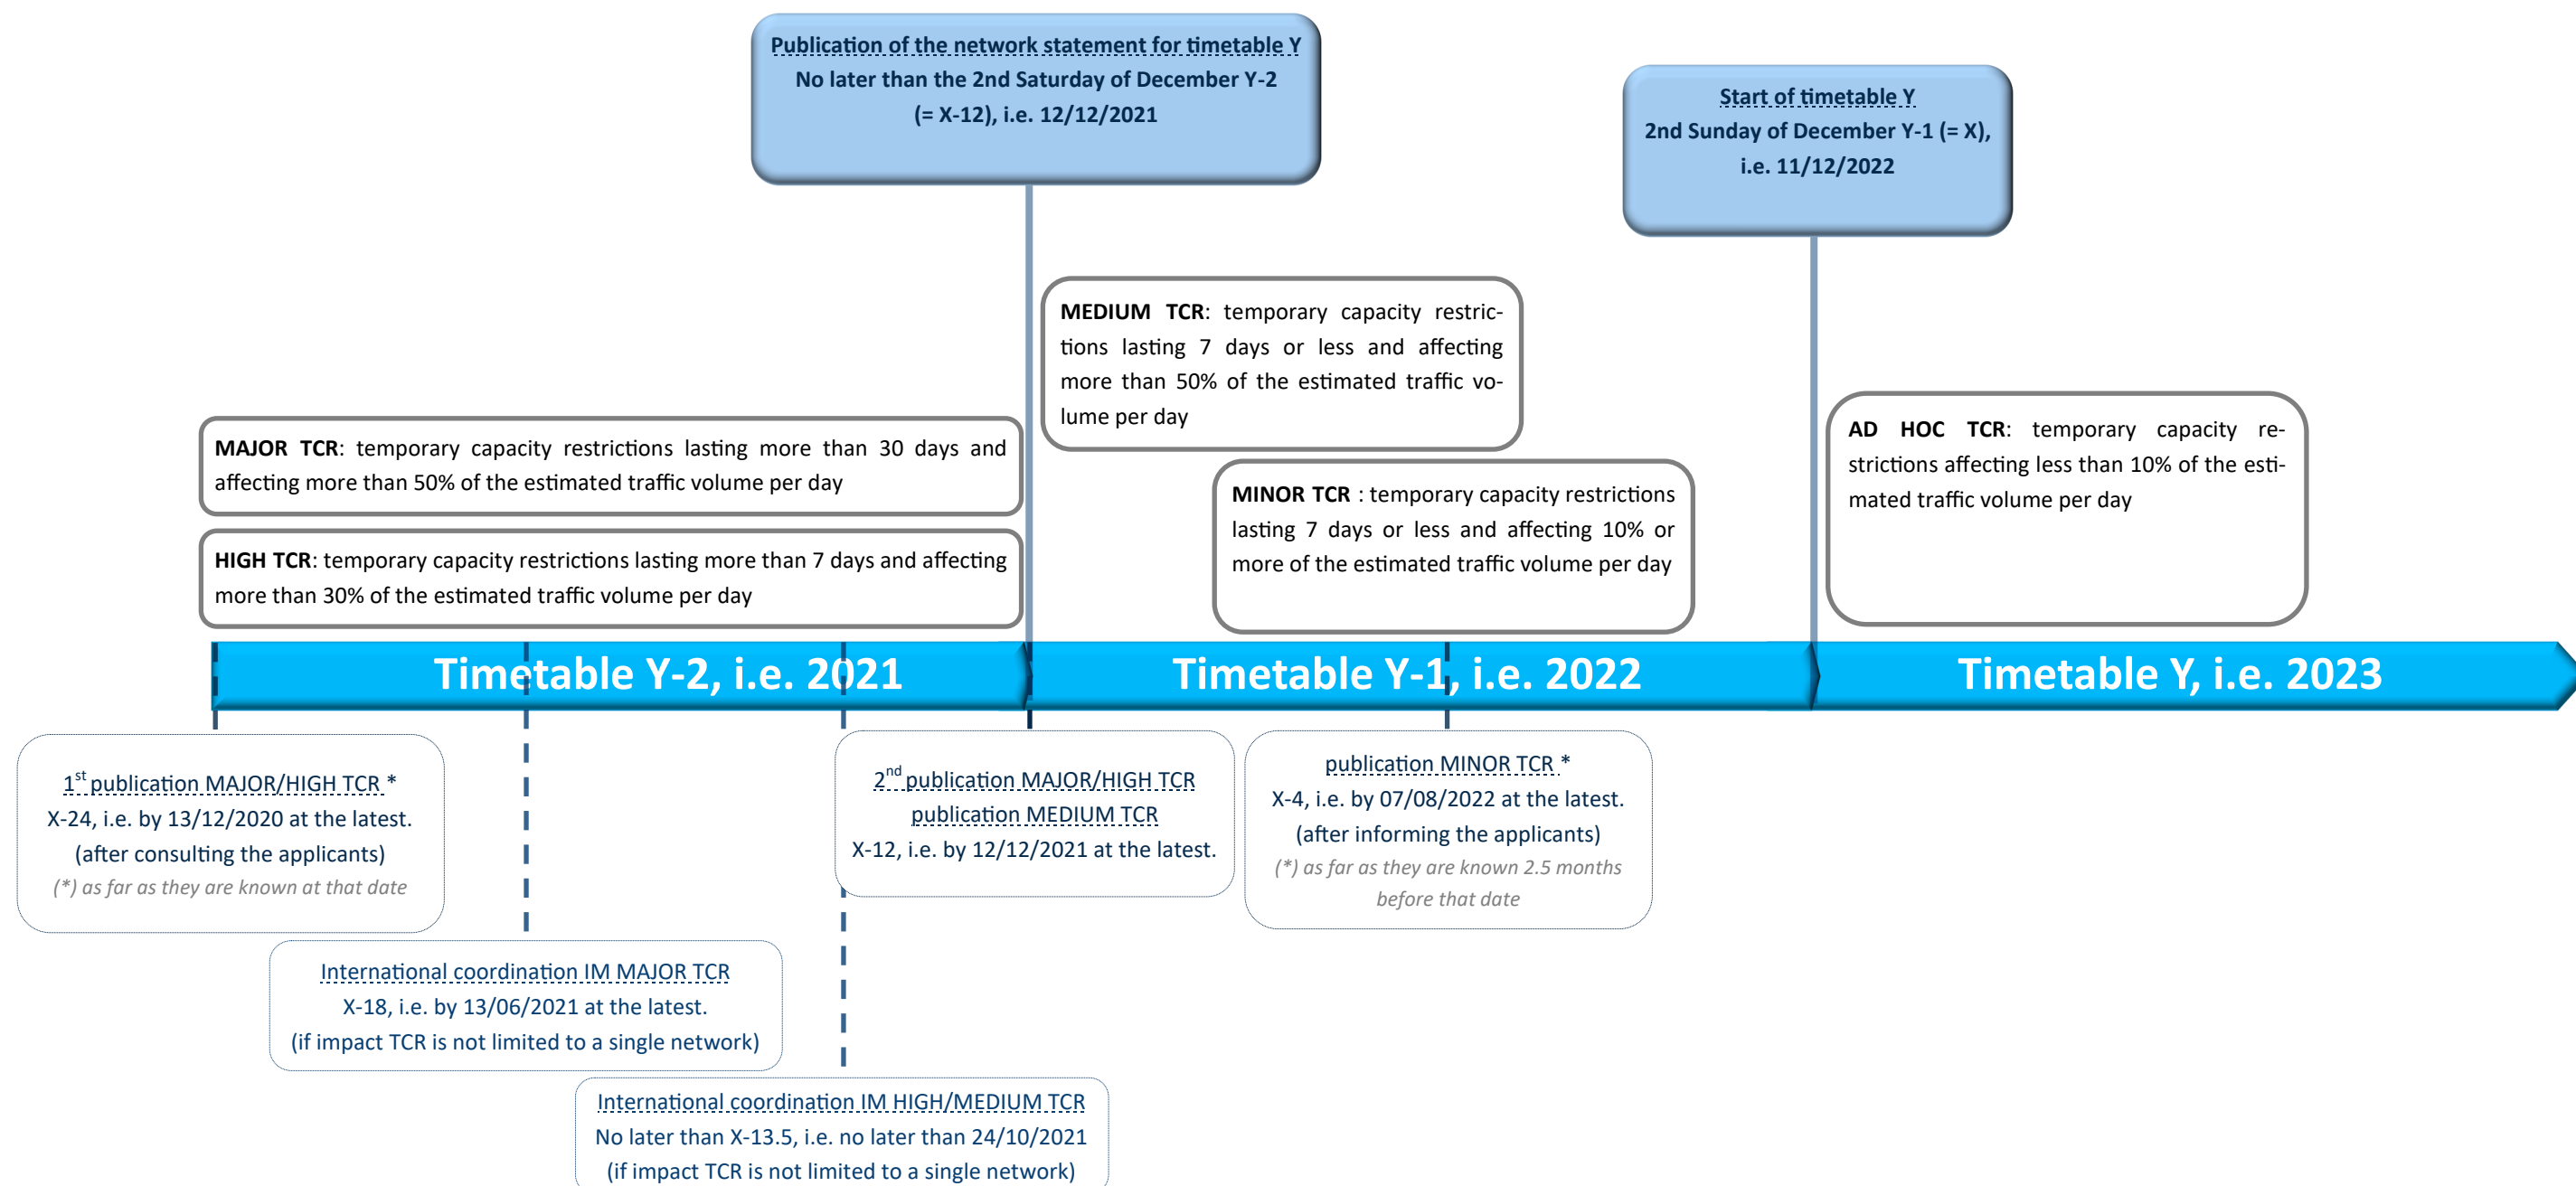 Publication of the network statement for timetable Y
No later than the 2nd Saturday of December Y-2
(= X-12), i.e. 12/12/2021
Start of timetable Y
2nd Sunday of December Y-1 (= X),
i.e. 11/12/2022
MEDIUM TCR: temporary capacity restric-
tions lasting 7 days or less and affecting
more than 50% of the estimated traffic vo-
lume per day
MAJOR TCR: temporary capacity restrictions lasting more than 30 days and
affecting more than 50% of the estimated traffic volume per day
HIGH TCR: temporary capacity restrictions lasting more than 7 days and affecting
more than 30% of the estimated traffic volume per day
MINOR TCR : temporary capacity restrictions
lasting 7 days or less and affecting 10% or
more of the estimated traffic volume per day
AD HOC TCR: temporary capacity re-
strictions affecting less than 10% of the esti-
mated traffic volume per day
Timetable Y-2, i.e. 2021
Timetable Y-1, i.e. 2022
Timetable Y, i.e. 2023
1st publication MAJOR/HIGH TCR *
X-24, i.e. by 13/12/2020 at the latest.
(after consulting the applicants)
(*) as far as they are known at that date
2nd publication MAJOR/HIGH TCR
publication MEDIUM TCR
X-12, i.e. by 12/12/2021 at the latest.
publication MINOR TCR *
X-4, i.e. by 07/08/2022 at the latest.
(after informing the applicants)
(*) as far as they are known 2.5 months
before that date
International coordination IM MAJOR TCR
X-18, i.e. by 13/06/2021 at the latest.
(if impact TCR is not limited to a single network)
International coordination IM HIGH/MEDIUM TCR
No later than X-13.5, i.e. no later than 24/10/2021
(if impact TCR is not limited to a single network)